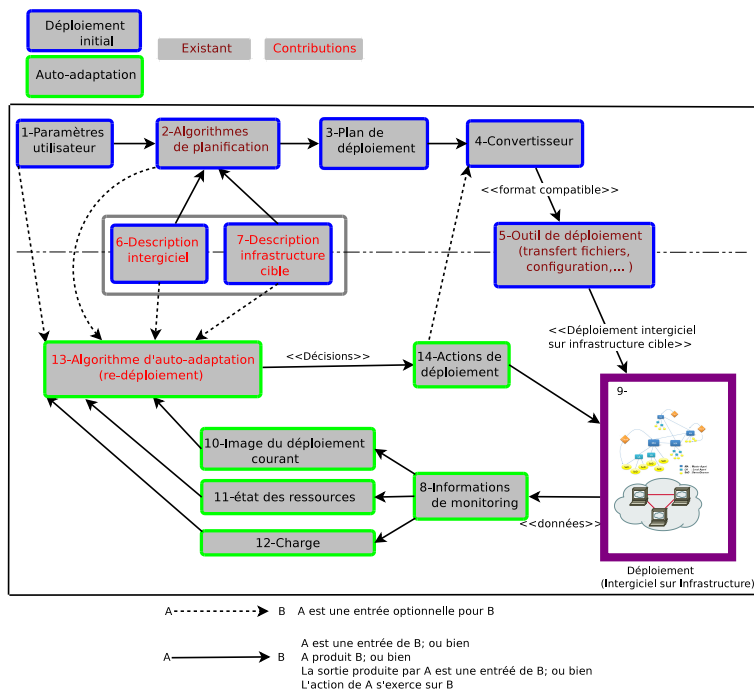 Déploiement
initial
Existant
Contributions
Auto-adaptation
1-Paramètres
utilisateur
2-Algorithmes
de planification
3-Plan de
déploiement
4-Convertisseur
<<format compatible>>
6-Description
intergiciel
7-Description
infrastructure
cible
5-Outil de déploiement
(transfert fichiers,
configuration,... )
<<Déploiement intergiciel
sur infrastructure cible>>
13-Algorithme d'auto-adaptation
(re-déploiement)
<<Décisions>>
14-Actions de
déploiement
9-
10-Image du déploiement
courant
11-état des ressources
8-Informations
de monitoring
<<données>>
12-Charge
Déploiement
(Intergiciel sur Infrastructure)
A B A est une entrée optionnelle pour B
A est une entrée de B; ou bien
A B A produit B; ou bien
La sortie produite par A est une entréé de B; ou bien
L'action de A s'exerce sur B